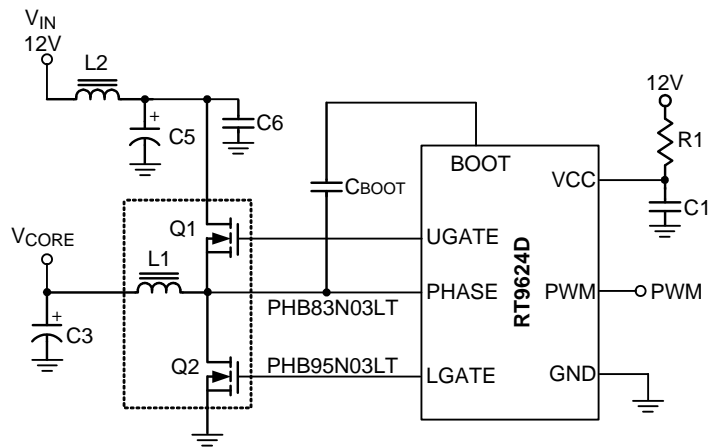 VIN
12V
L2
C5
C6
12V
R1
BOOT
VCC
CBOOT
C1
Q1
UGATE
VCORE
L1
PHASE
RT9624D
PWM
PWM
PHB83N03LT
C3
Q2
PHB95N03LT
LGATE
GND
+
+